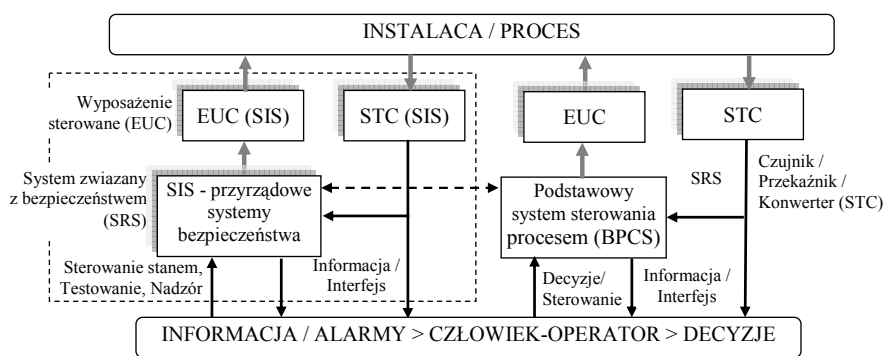 INSTALACA / PROCES
Wyposażenie
sterowane (EUC)
EUC (SIS)
STC (SIS)
EUC
STC
System związany
z bezpieczeństwem
(SRS)
SIS - przyrządowe
systemy
bezpieczeństwa
Podstawowy
system sterowania
procesem (BPCS)
SRS
Czujnik /
Przekaźnik /
Konwerter (STC)
Sterowanie stanem,
Testowanie, Nadzór
Informacja /
Interfejs
Decyzje/
Sterowanie
Informacja /
Interfejs
INFORMACJA / ALARMY > CZŁOWIEK-OPERATOR > DECYZJE